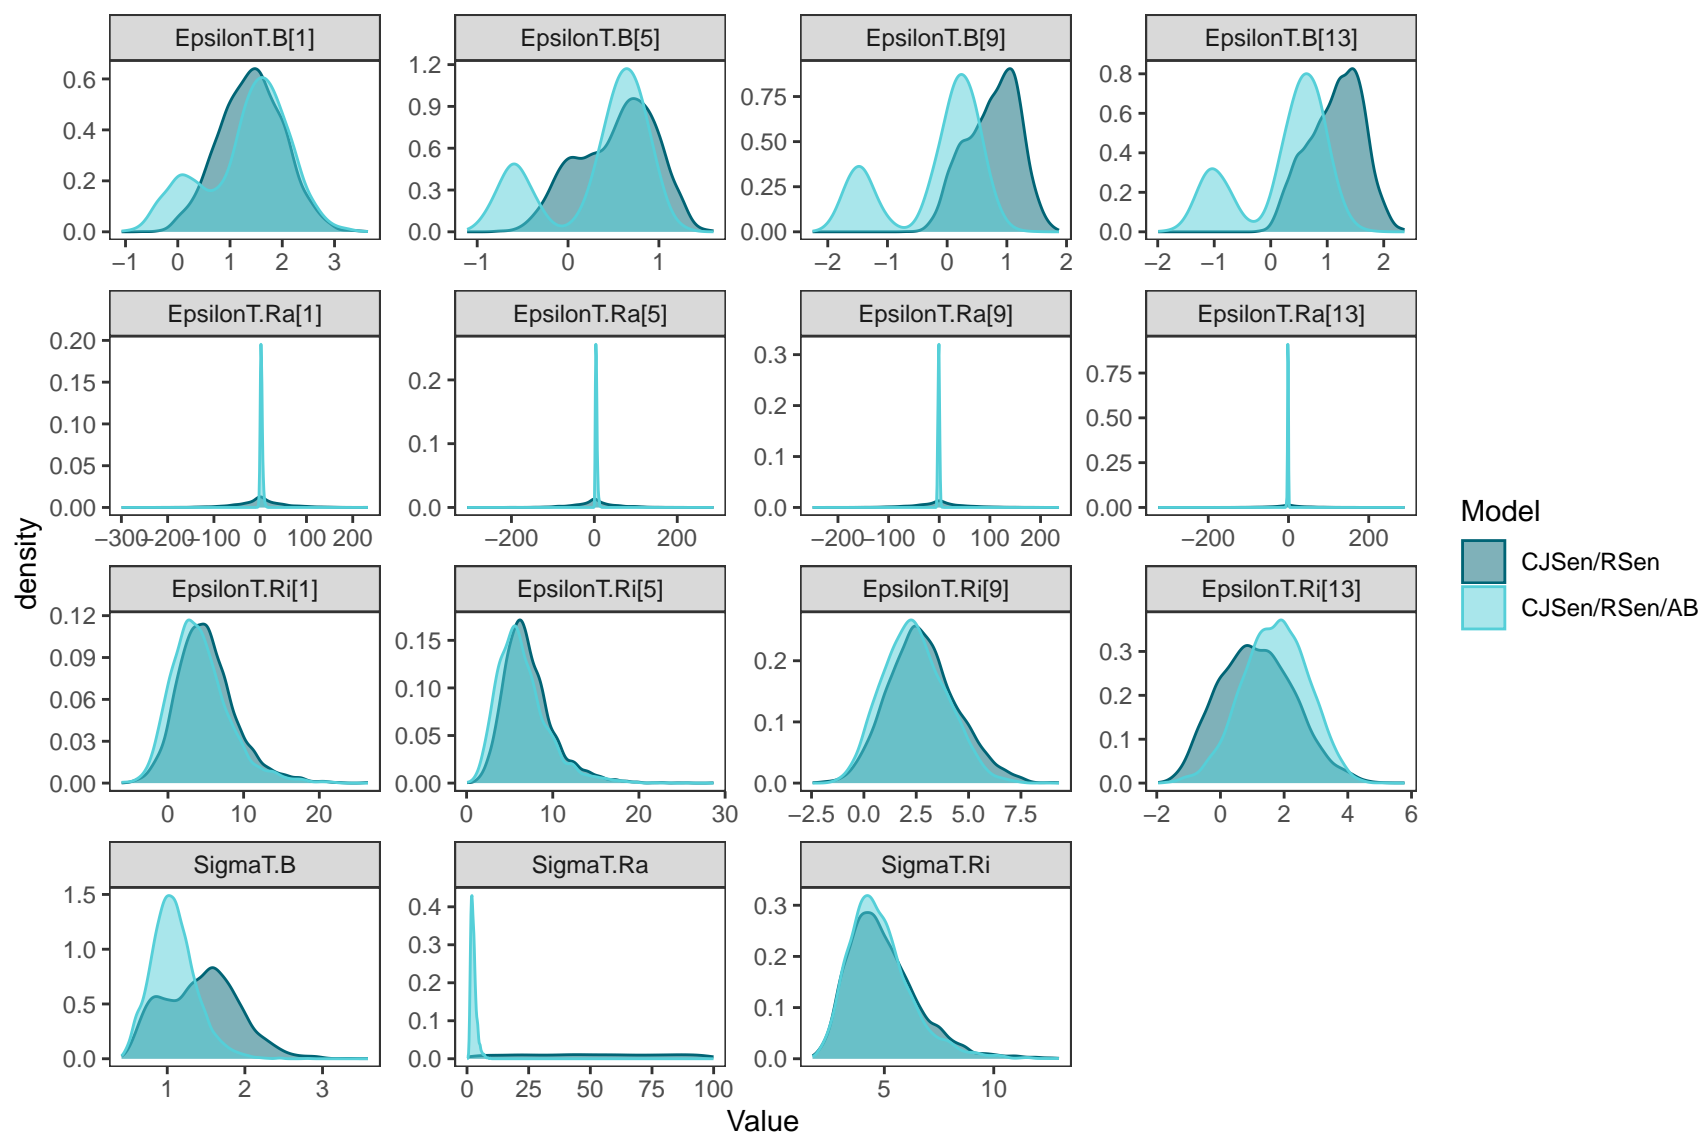 EpsilonT.B[1] EpsilonT.B[5] EpsilonT.B[9] EpsilonT.B[13]
0.6 0.4 0.2 0.0
−1 0 1 2 3
1.2 0.9 0.6 0.3 0.0
−1 0 1
0.75 0.50 0.25 0.00
−2 −1 0 1 2
0.8 0.6 0.4 0.2 0.0
−2 −1 0 1 2
EpsilonT.Ra[1] EpsilonT.Ra[5] EpsilonT.Ra[9] EpsilonT.Ra[13]
0.20 0.15 0.10 0.05 0.00
−300 −200 −100 0 100 200
0.2 0.1 0.0
−200 0 200
0.3 0.2 0.1 0.0
−200 −100 0 100 200
0.75 0.50 0.25 0.00
−200 0 200
EpsilonT.Ri[1] EpsilonT.Ri[5] EpsilonT.Ri[9] EpsilonT.Ri[13]
0.12 0.09 0.06 0.03 0.00
0 10 20
0.15 0.10 0.05 0.00
0 10 20 30
0.2 0.1 0.0
−2.5 0.0 2.5 5.0 7.5
0.3 0.2 0.1 0.0
−2 0 2 4 6
SigmaT.B SigmaT.Ra SigmaT.Ri
1.5 1.0 0.5 0.0
1 2 3
0.4 0.3 0.2 0.1 0.0
0 25 50 75 100
0.3 0.2 0.1 0.0
5 10
density
Value
Model
CJSen/RSen
CJSen/RSen/AB